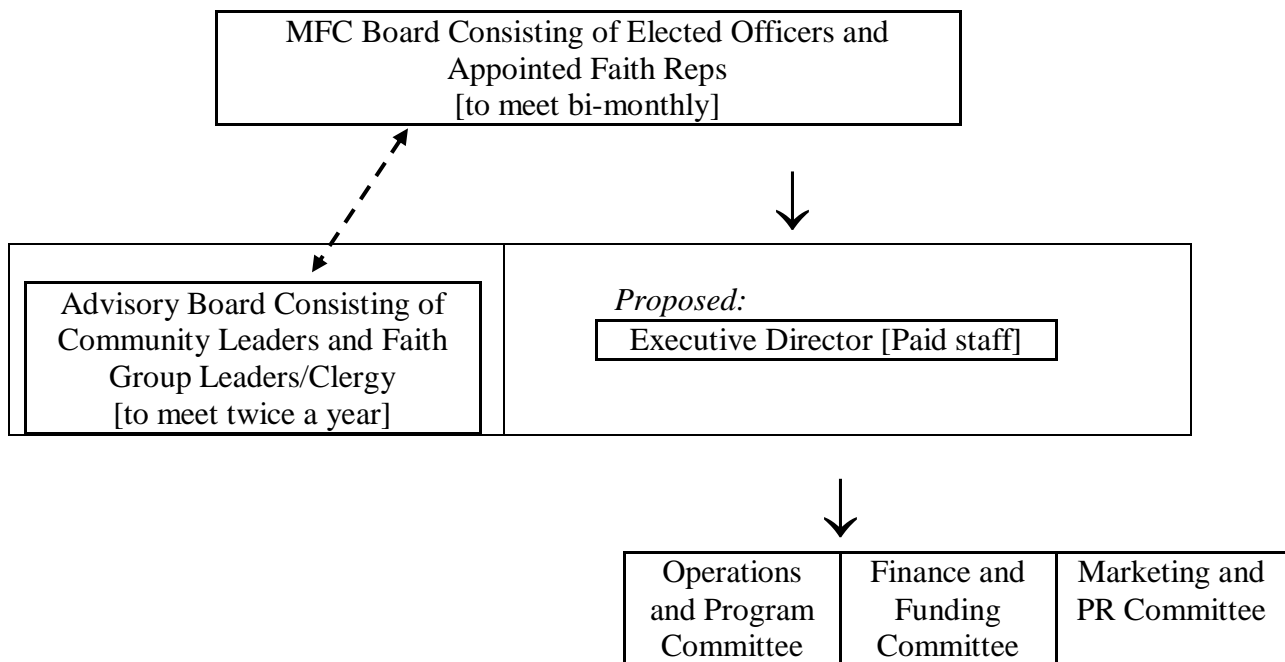 MFC Board Consisting of Elected Officers and
Appointed Faith Reps
[to meet bi-monthly]
Advisory Board Consisting of
Community Leaders and Faith
Group Leaders/Clergy
[to meet twice a year]
Proposed:
Executive Director [Paid staff]
Operations
and Program
Committee
Finance and
Funding
Committee
Marketing and
PR Committee